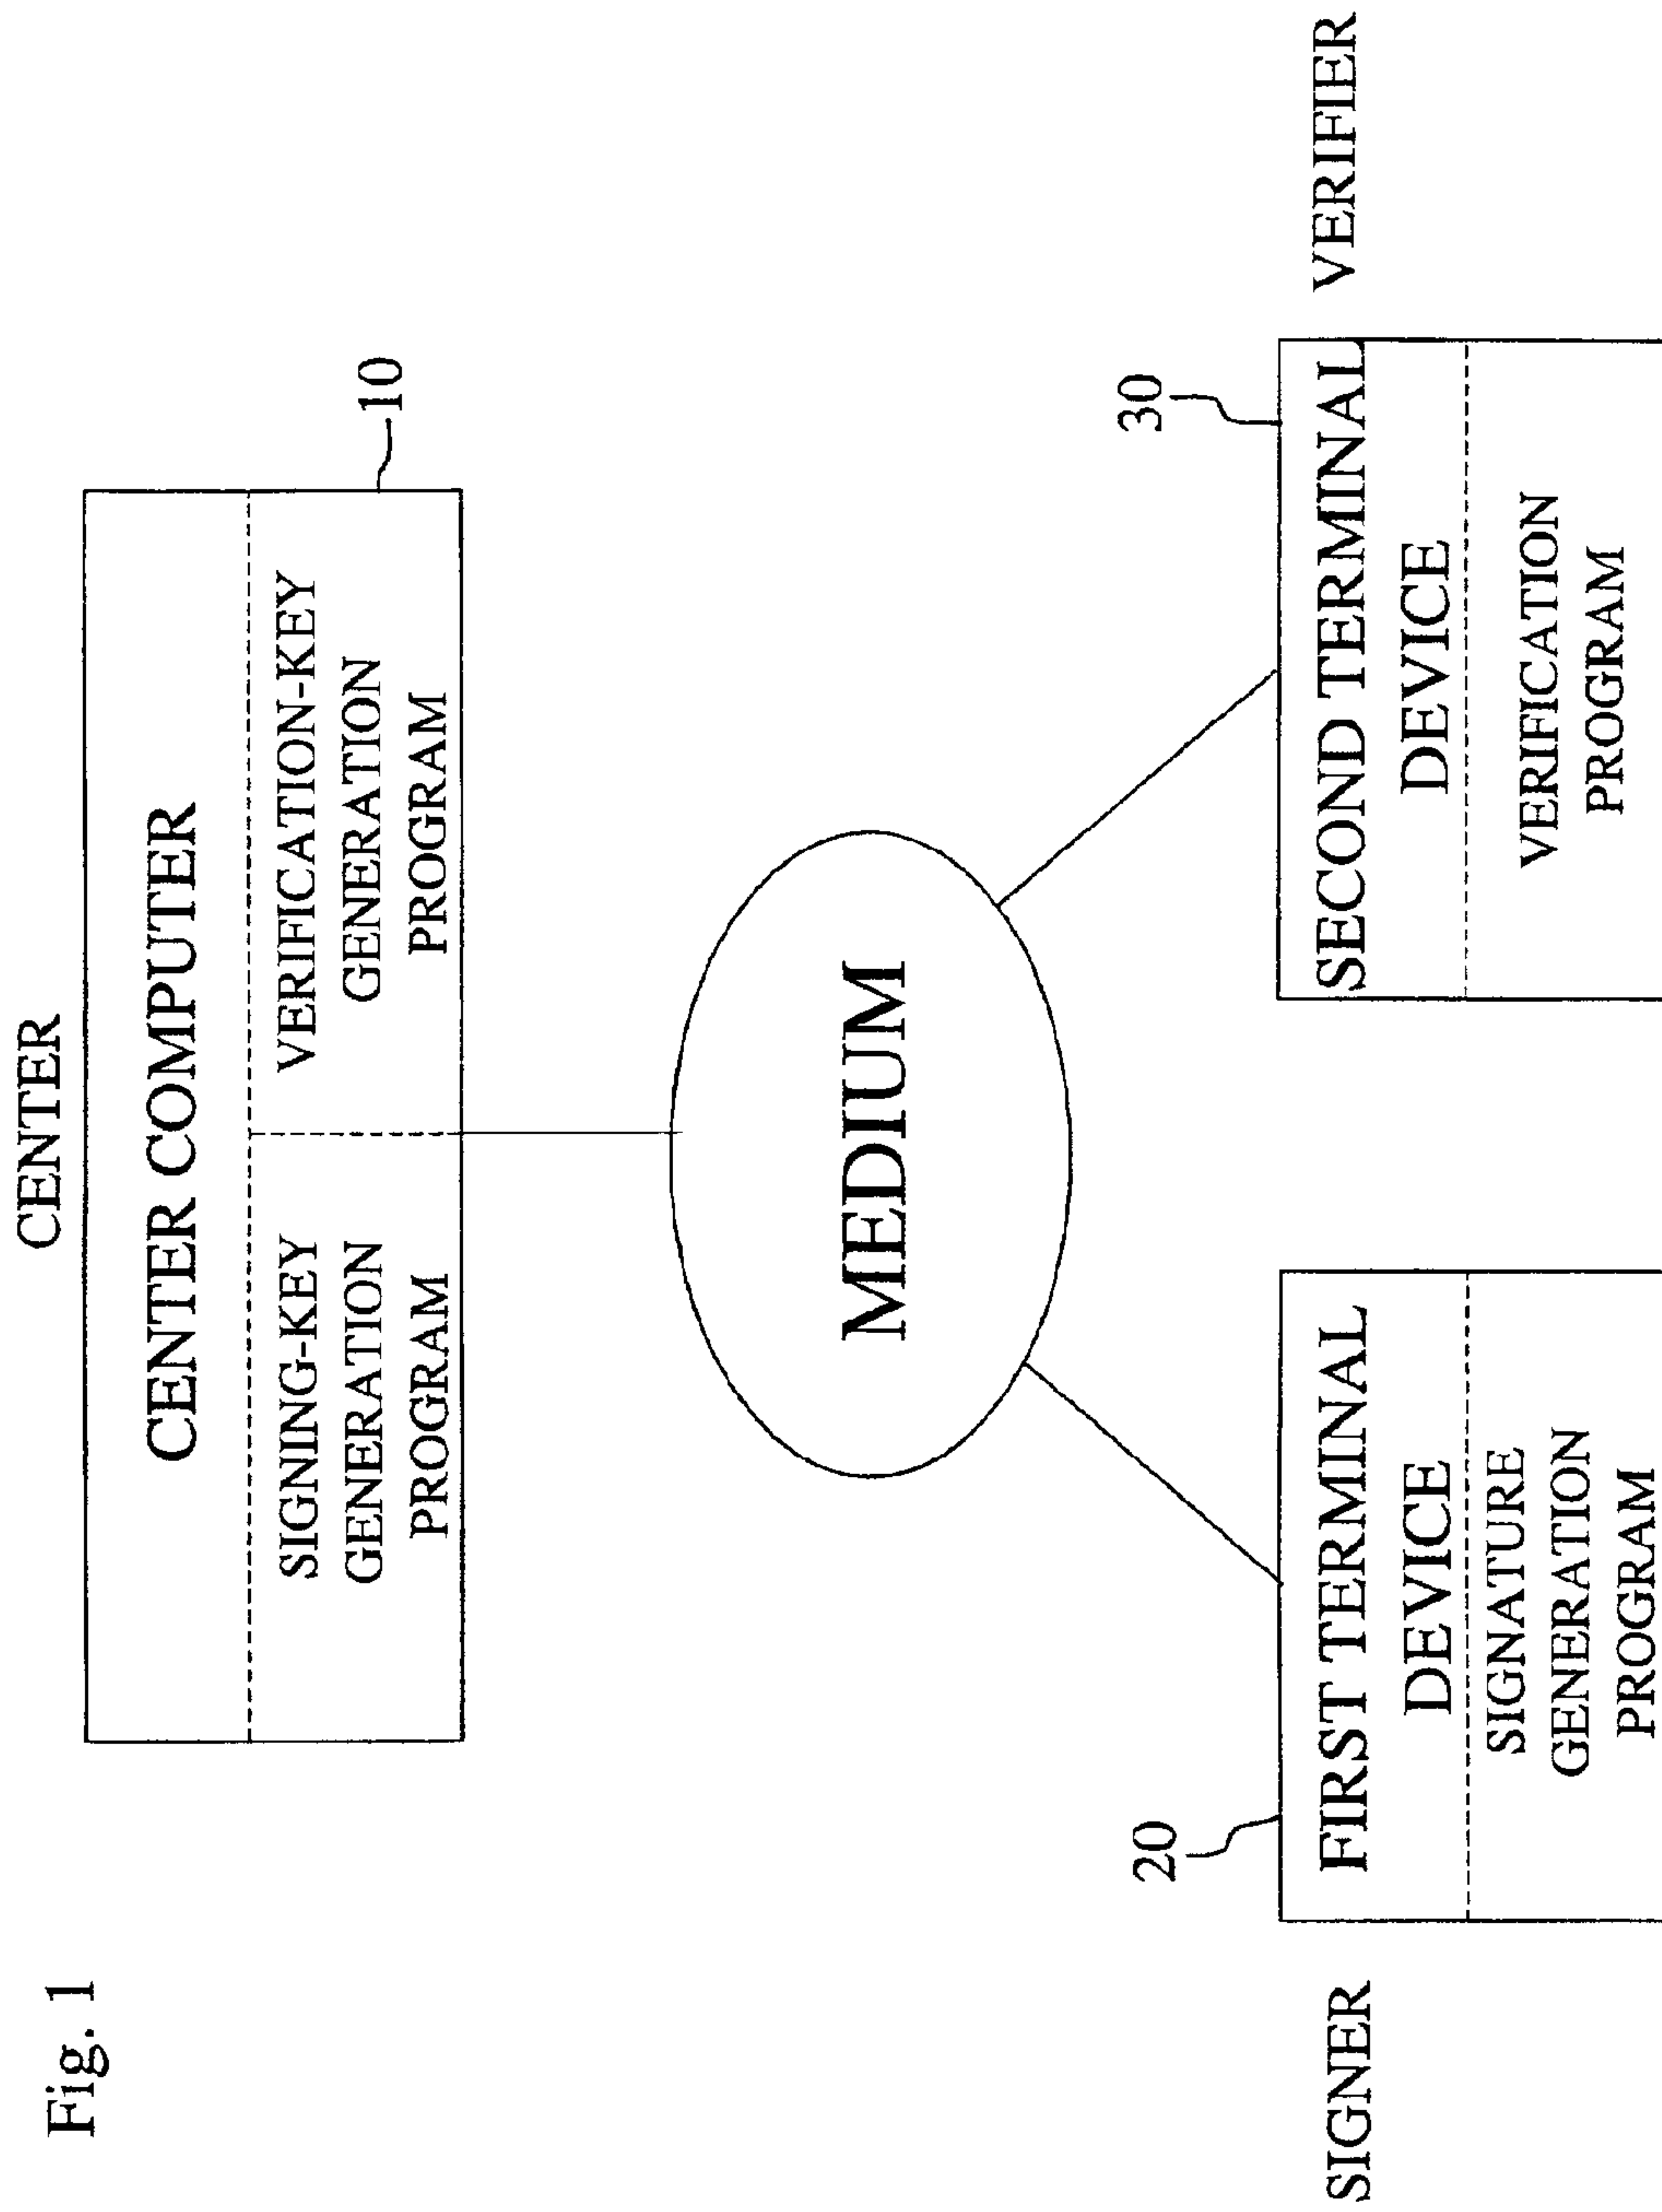 Fig. 1
CENTER
CENTER COMPUTER
SIGNING-KEY
GENERATION
PROGRAM
VERIFICATION-KEY
GENERATION
PROGRAM
10
MEDIUM
20
30
SIGNER
FIRST TERMINAL
DEVICE
SIGNATURE
GENERATION
PROGRAM
SECOND TERMINAL
DEVICE
VERIFICATION
PROGRAM
VERIFIER